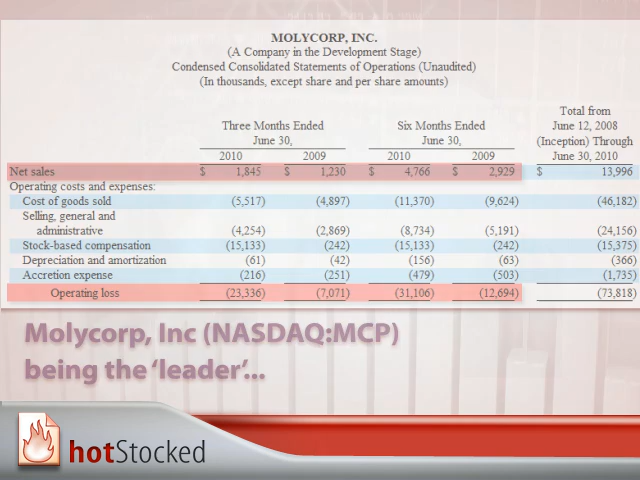 MOLYCORP, INC.
(A Company in the Development Stage)
Condensed Consolidated Statements of Operations (Unaudited)
(In thousands, except share and per share amounts)
Total from
Three Months Ended Six Months Ended June 12, 2008
June 30, June 30, (Inception) Through
2010 2009 2010 2009 June 30, 2010
Net sales $ 1,845 $ 1,230 $ 4,766 $ 2,929 $ 13,996
Operating costs and expenses:
Cost of goods sold (5,517) (4,897) (11,370) (9,624) (46,182)
Selling, general and
administrative (4,254) (2,869) (8,734) (5,191) (24,156)
Stock-based compensation (15,133) (242) (15,133) (242) (15,375)
Depreciation and amortization (61) (42) (156) (63) (366)
Accretion expense (216) (251) (479) (503) (1,735)
Operating loss (23,336) (7,071) (31,106) (12,694) (73,818)
Molycorp, Inc (NASDAQ:MCP)
being the 'leader'...
hotStocked